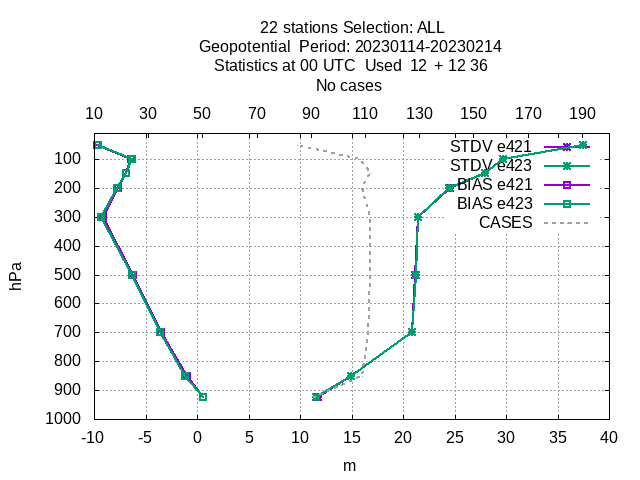 22 stations Selection: ALL
Geopotential Period: 20230114-20230214
Statistics at 00 UTC Used 12 + 12 36
No cases
10 30 50 70 90 110 130 150 170 190
STDV e421
STDV e423
BIAS e421
BIAS e423
CASES
100
200
300
400
500
600
700
800
900
1000
hPa
-10 -5 0 5 10 15 20 25 30 35 40
m